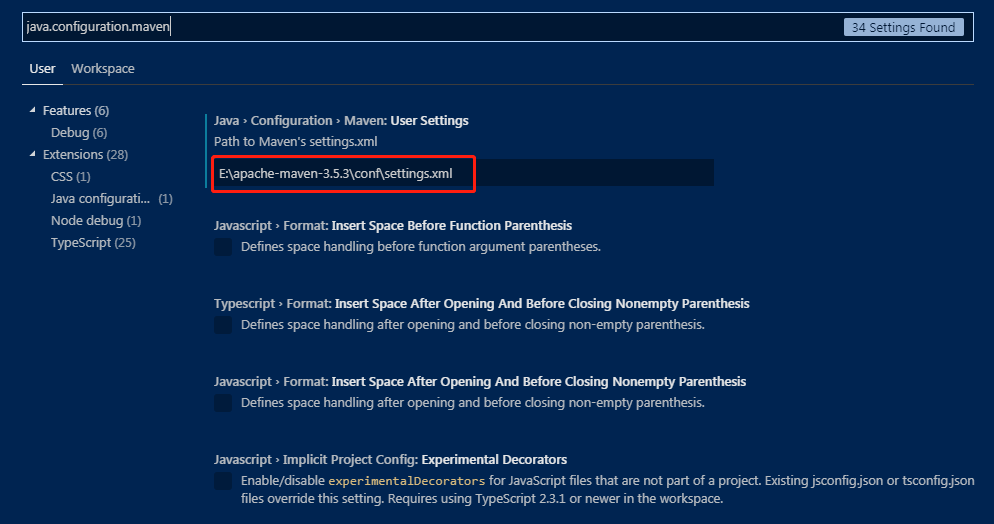 java.configuration.maven
34 Settings Found
User
Workspace
Features (6)
Debug (6)
Extensions (28)
CSS (1)
Java configurati... (1)
Node debug (1)
TypeScript (25)
Java › Configuration › Maven: User Settings
Path to Maven's settings.xml
E:\apache-maven-3.5.3\conf\settings.xml
Javascript › Format: Insert Space Before Function Parenthesis
Defines space handling before function argument parentheses.
Typescript › Format: Insert Space After Opening And Before Closing Nonempty Parenthesis
Defines space handling after opening and before closing non-empty parenthesis.
Javascript › Format: Insert Space After Opening And Before Closing Nonempty Parenthesis
Defines space handling after opening and before closing non-empty parenthesis.
Javascript › Implicit Project Config: Experimental Decorators
Enable/disable experimentalDecorators for JavaScript files that are not part of a project. Existing jsconfig.json or tsconfig.json
files override this setting. Requires using TypeScript 2.3.1 or newer in the workspace.